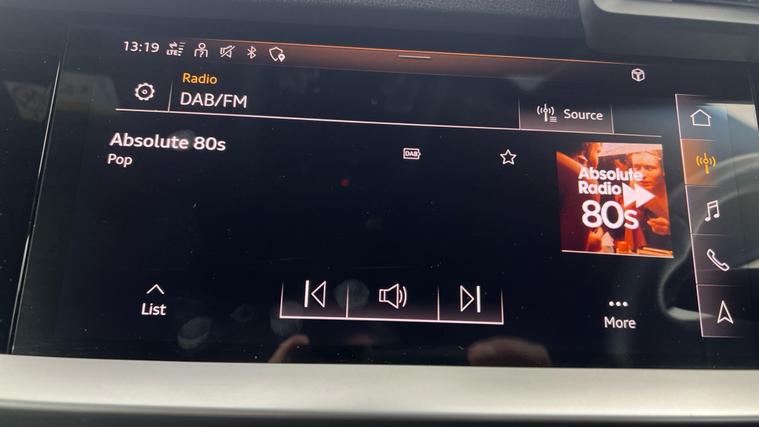 13:19 LTE
Radio
DAB/FM
Source
Absolute 80s
Pop
DAB
Absolute
Radio
80s
List
More